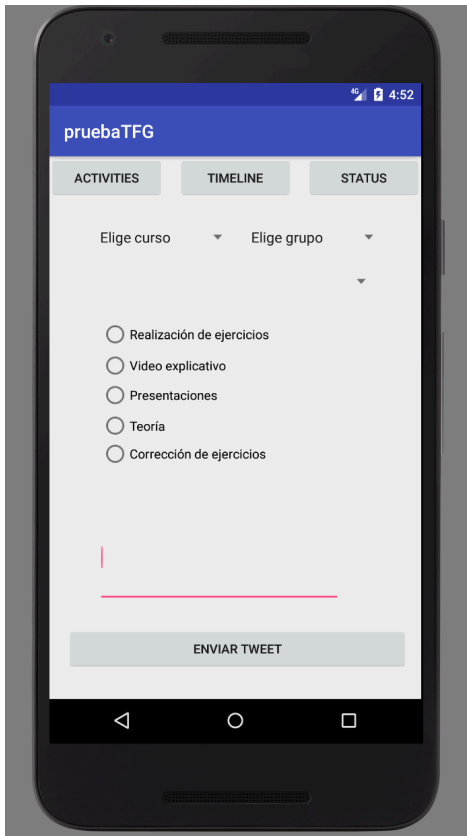 4G 4:52
pruebaTFG
ACTIVITIES TIMELINE STATUS
Elige curso Elige grupo
Realización de ejercicios
Video explicativo
Presentaciones
Teoría
Corrección de ejercicios
ENVIAR TWEET